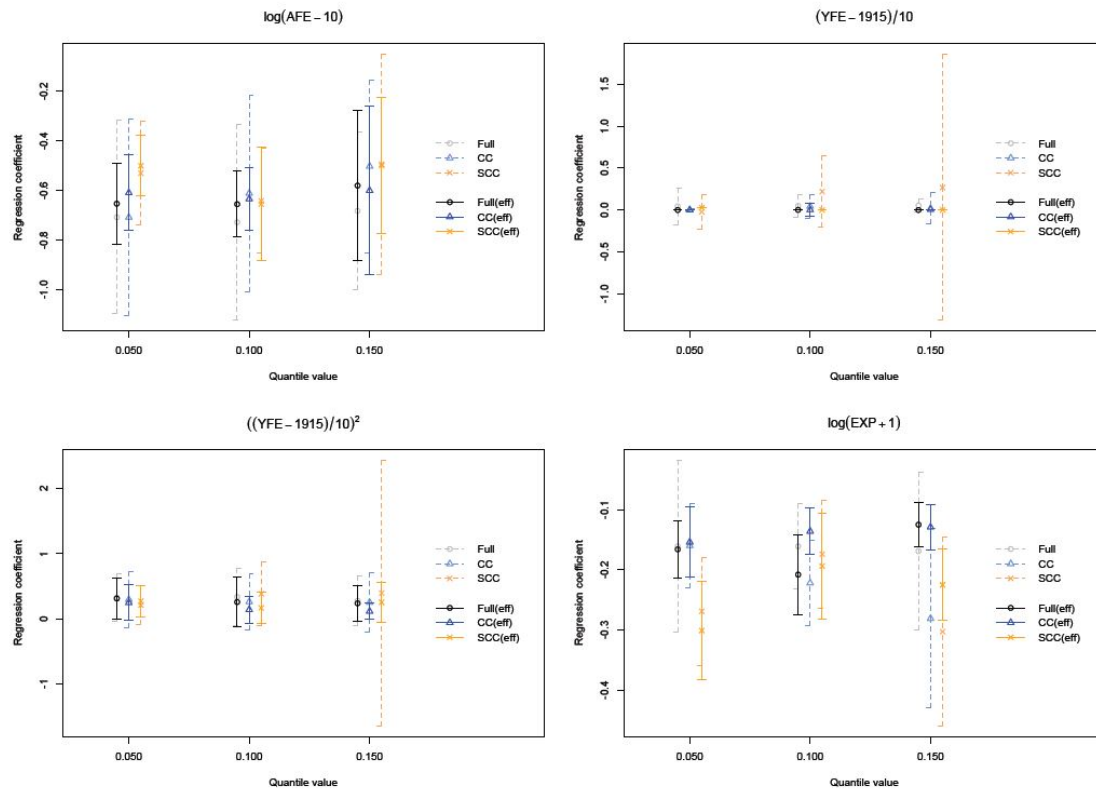 log(AFE − 10)
Regression coefficient
-0.2
-0.4
-0.6
-0.8
-1.0
0.050
0.100
0.150
Quantile value
Full
CC
SCC
Full(eff)
CC(eff)
SCC(eff)
(YFE − 1915)/10
Regression coefficient
1.5
1.0
0.5
0.0
-0.5
-1.0
0.050
0.100
0.150
Quantile value
Full
CC
SCC
Full(eff)
CC(eff)
SCC(eff)
((YFE − 1915)/10)²
Regression coefficient
2
1
0
-1
0.050
0.100
0.150
Quantile value
Full
CC
SCC
Full(eff)
CC(eff)
SCC(eff)
log(EXP + 1)
Regression coefficient
-0.1
-0.2
-0.3
-0.4
0.050
0.100
0.150
Quantile value
Full
CC
SCC
Full(eff)
CC(eff)
SCC(eff)